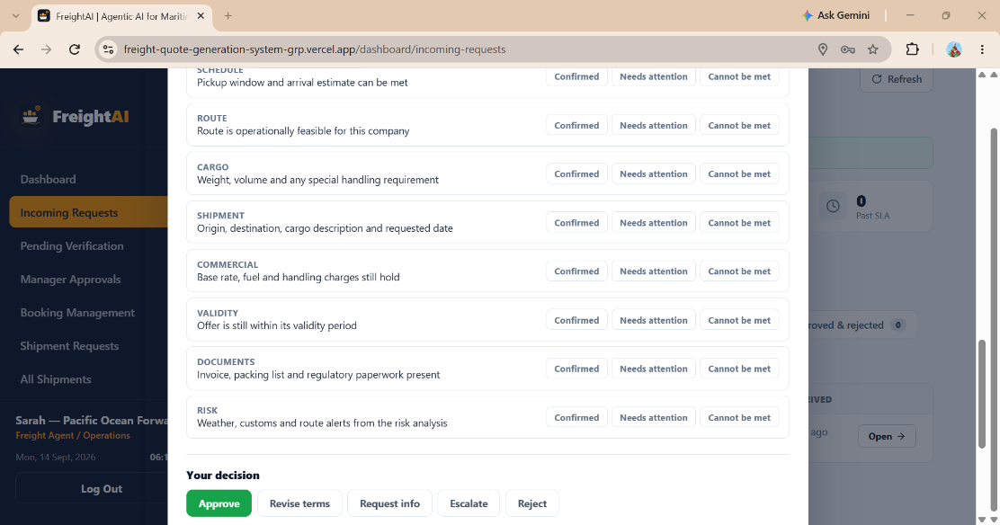 FreightAI | Agentic AI for Mariti
Ask Gemini
freight-quote-generation-system-grp.vercel.app/dashboard/incoming-requests
FreightAI
Dashboard
Incoming Requests
Pending Verification
Manager Approvals
Booking Management
Shipment Requests
All Shipments
Sarah — Pacific Ocean Forwa
Freight Agent / Operations
Mon, 14 Sept, 2026 06:1
Log Out
SCHEDULE
Pickup window and arrival estimate can be met
Confirmed Needs attention Cannot be met
ROUTE
Route is operationally feasible for this company
Confirmed Needs attention Cannot be met
CARGO
Weight, volume and any special handling requirement
Confirmed Needs attention Cannot be met
SHIPMENT
Origin, destination, cargo description and requested date
Confirmed Needs attention Cannot be met
COMMERCIAL
Base rate, fuel and handling charges still hold
Confirmed Needs attention Cannot be met
VALIDITY
Offer is still within its validity period
Confirmed Needs attention Cannot be met
DOCUMENTS
Invoice, packing list and regulatory paperwork present
Confirmed Needs attention Cannot be met
RISK
Weather, customs and route alerts from the risk analysis
Confirmed Needs attention Cannot be met
Your decision
Approve Revise terms Request info Escalate Reject
Refresh
0
Past SLA
roved & rejected 0
EIVED
ago
Open →